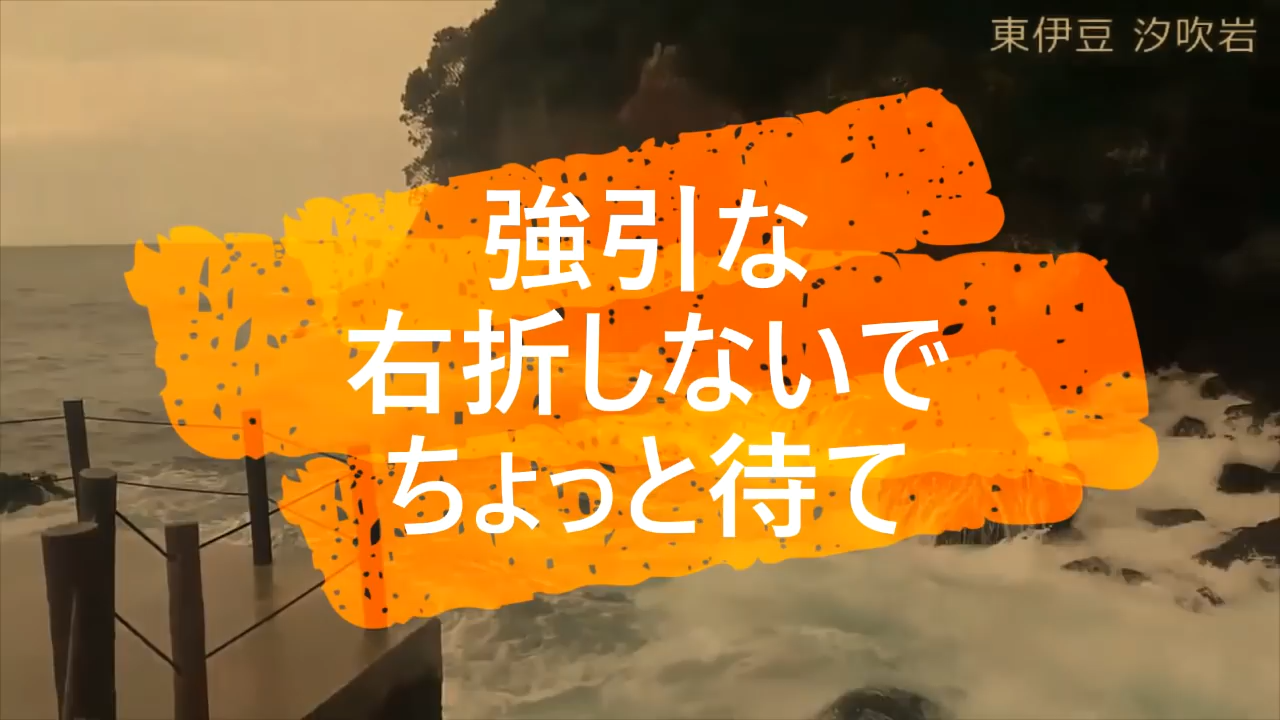 東伊豆 汐吹岩
強引な
右折しないで
ちょっと待て